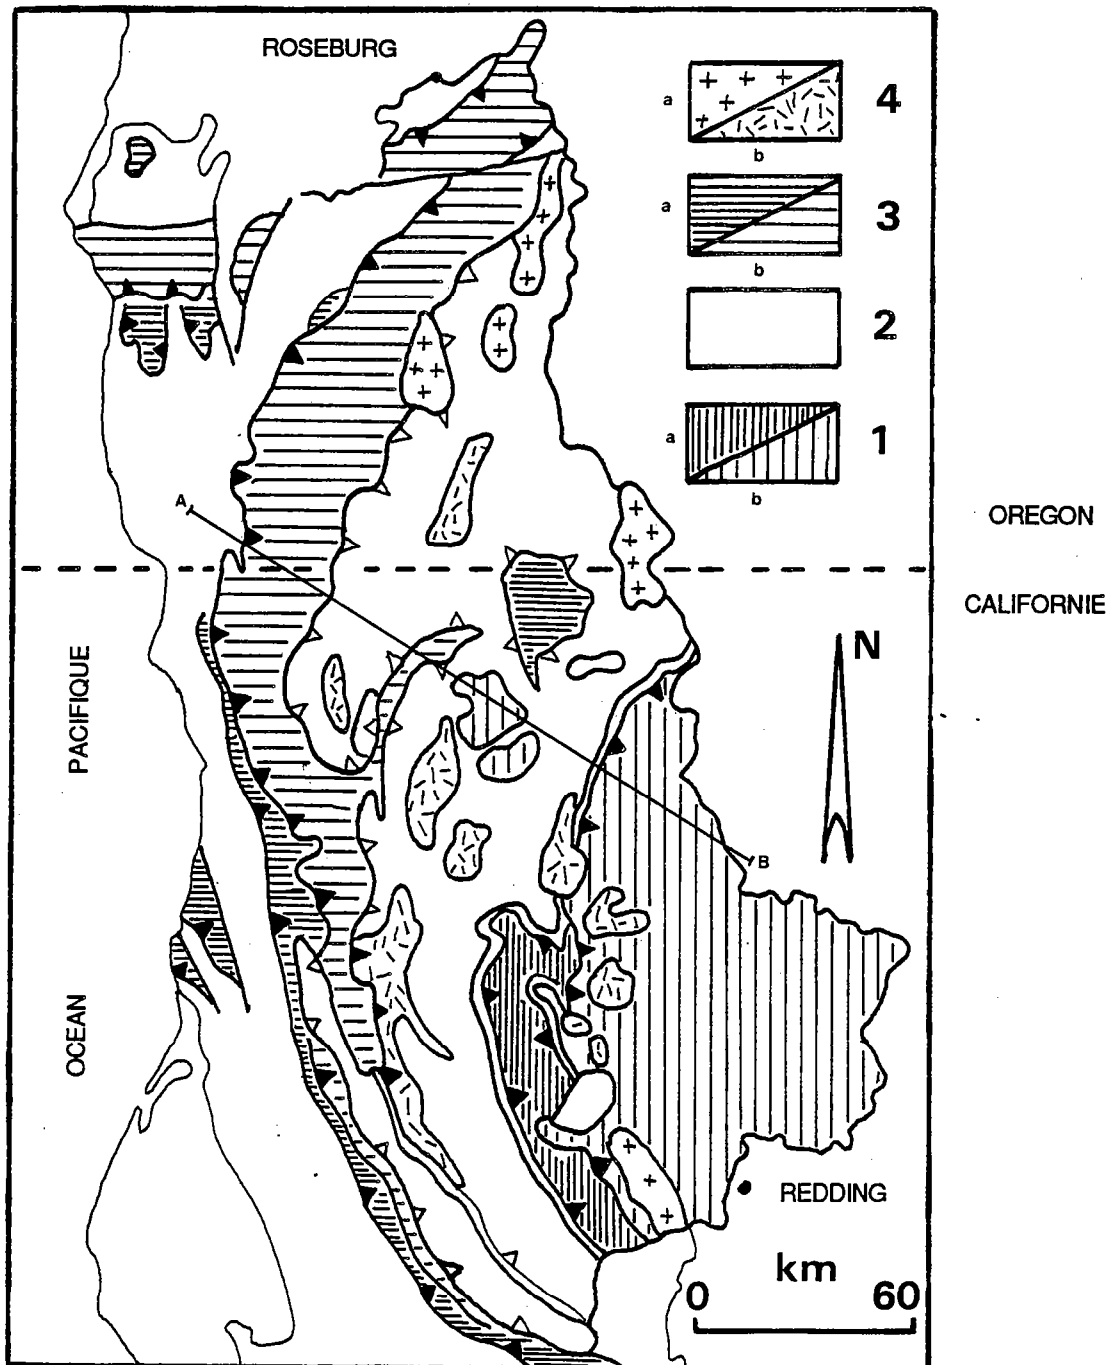 ROSEBURG
a
4
b
a
3
b
2
a
1
b
A
OREGON
CALIFORNIE
N
PACIFIQUE
B
OCEAN
REDDING
km
0 60